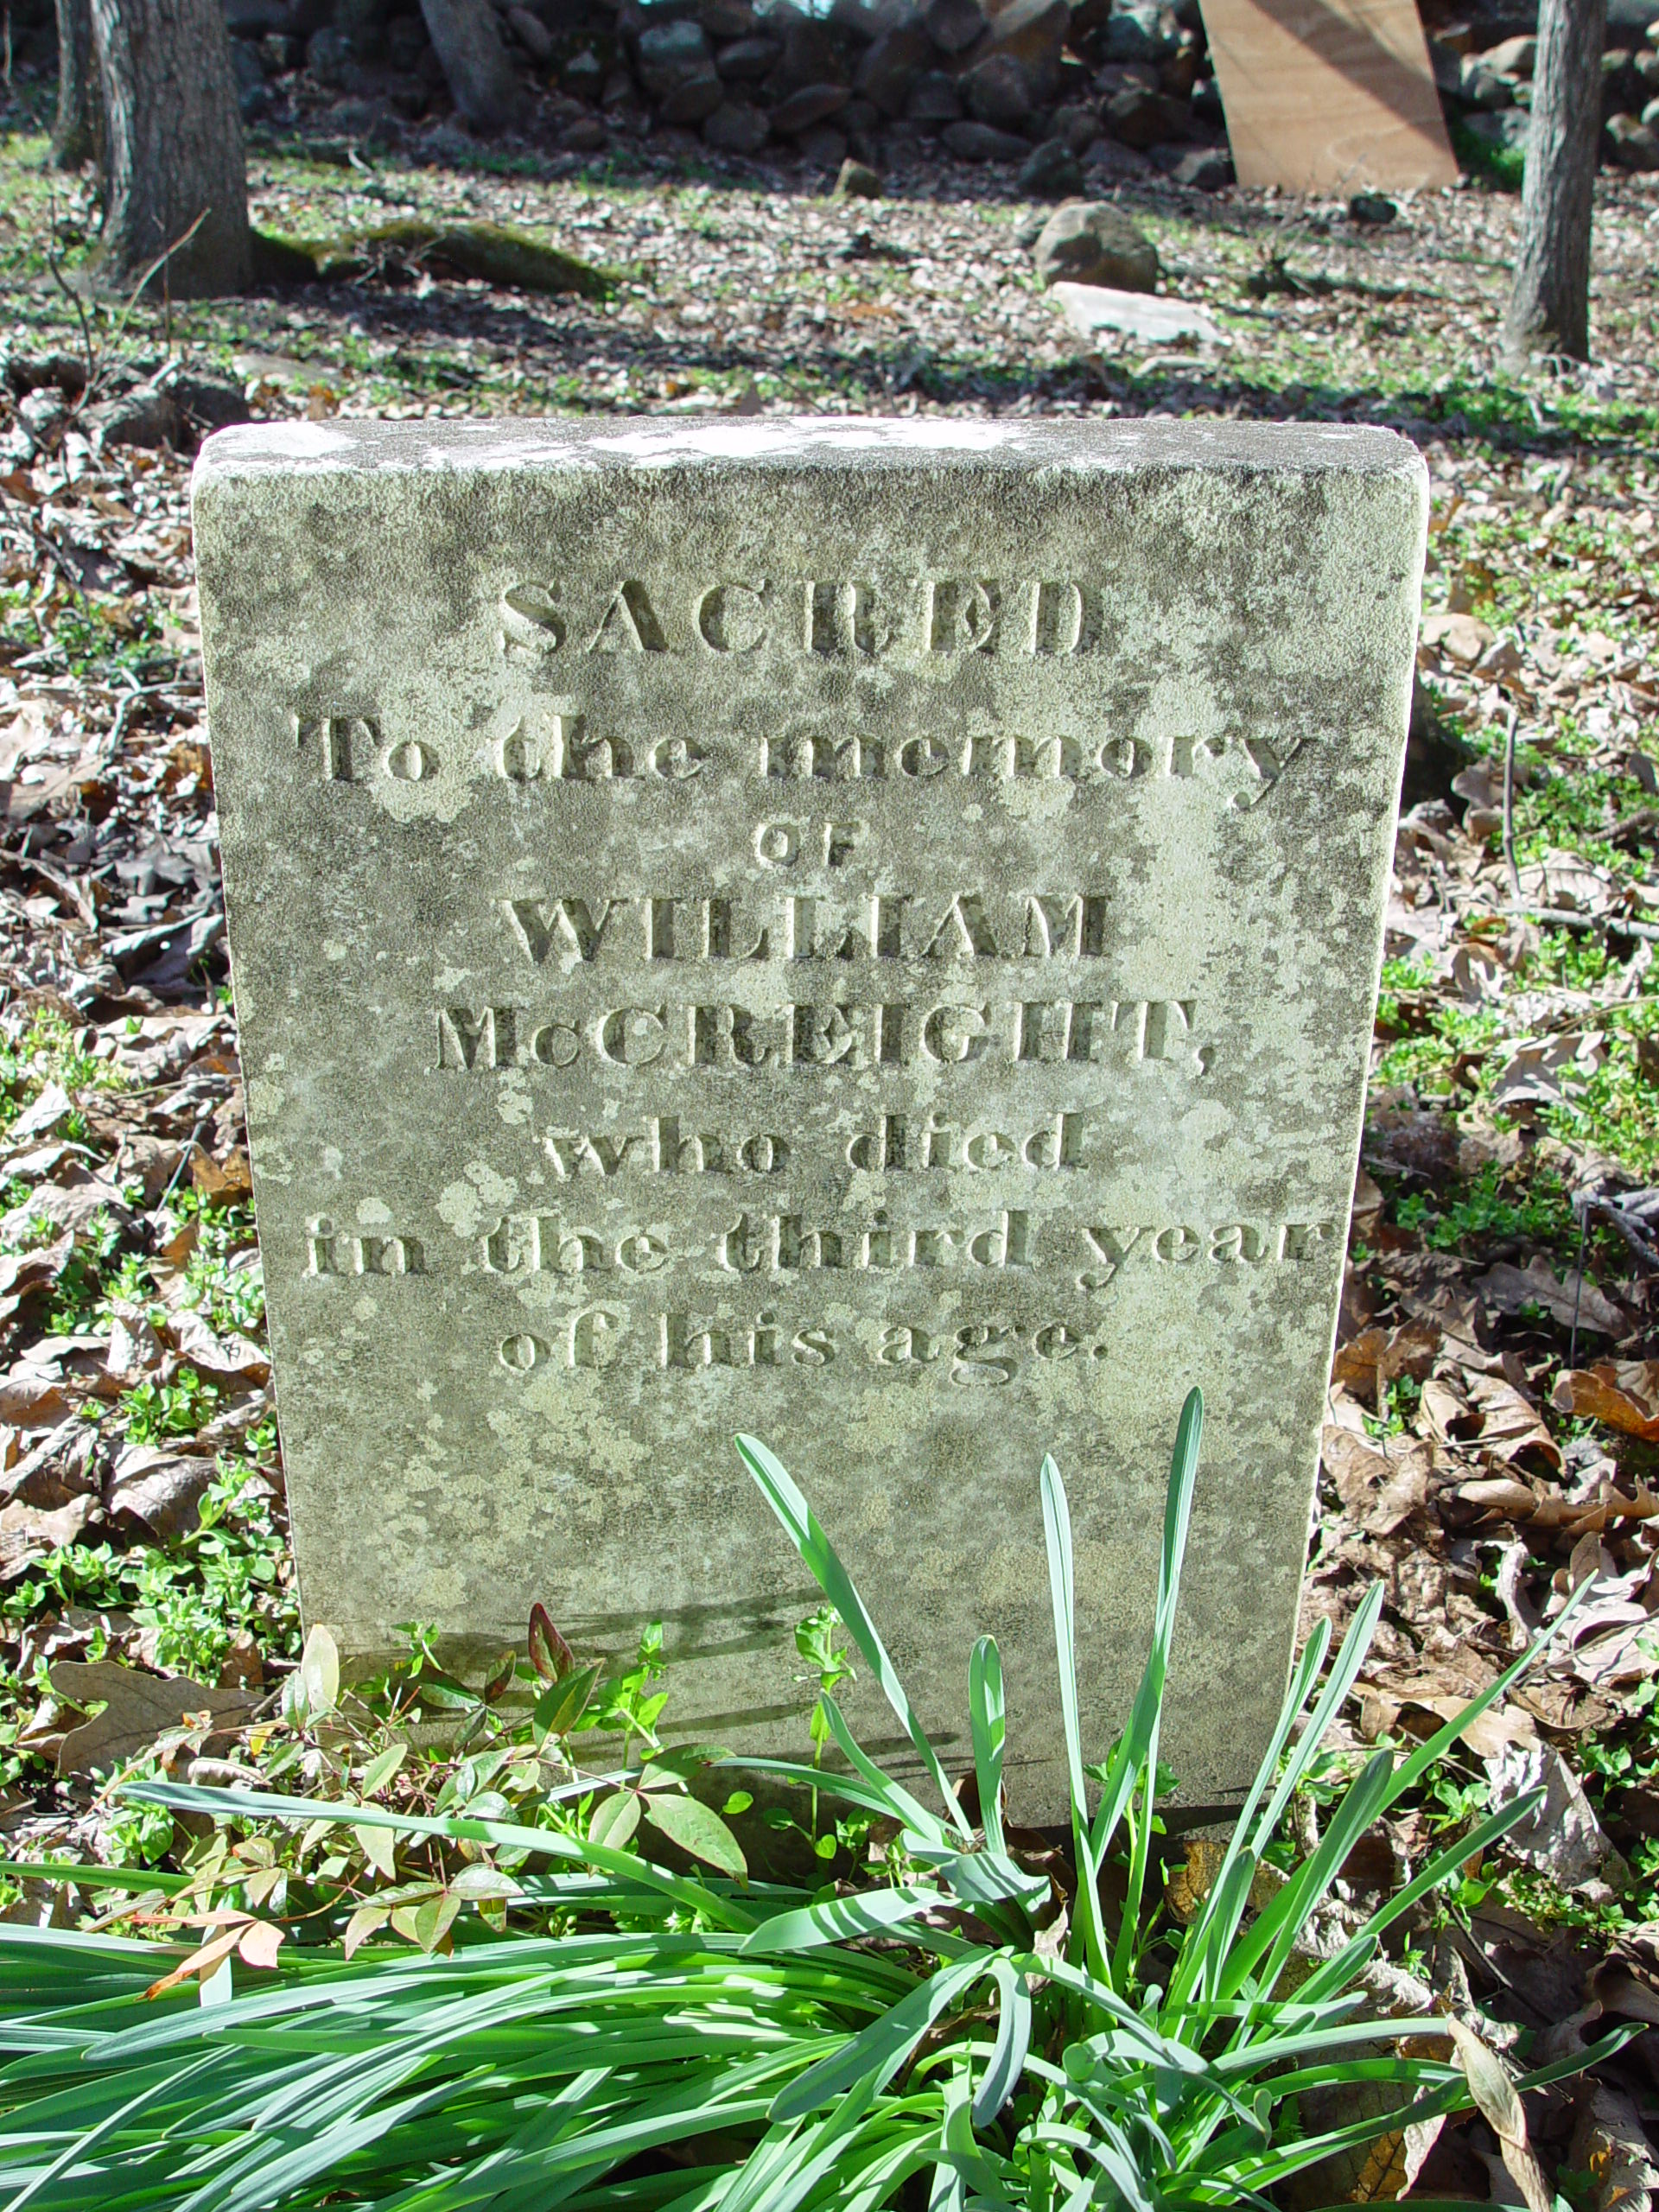 SACRED
To the memory
OF
WILLIAM
McCREIGHT,
who died
in the third year
of his age.